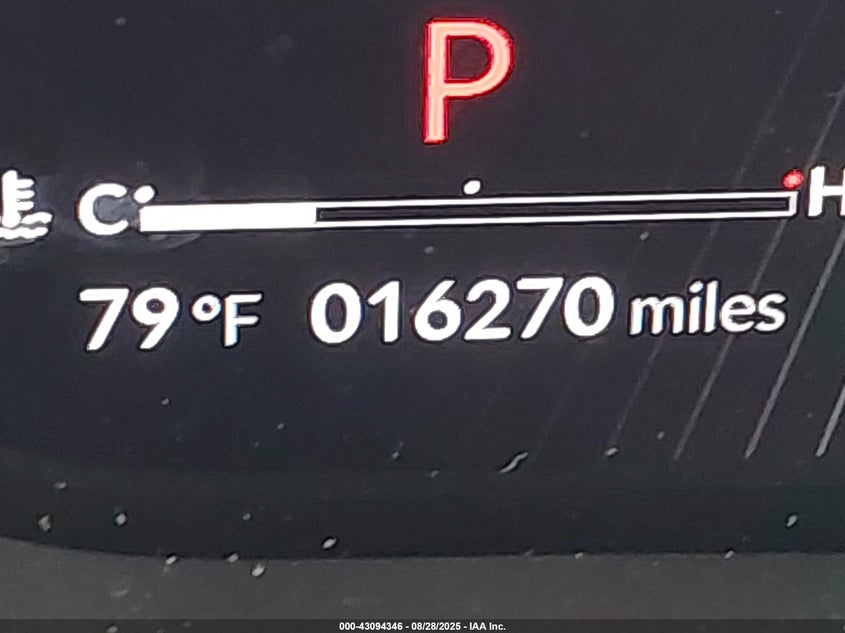 P
C H
79 °F 016270 miles
000-43094346 - 08/28/2025 - IAA Inc.